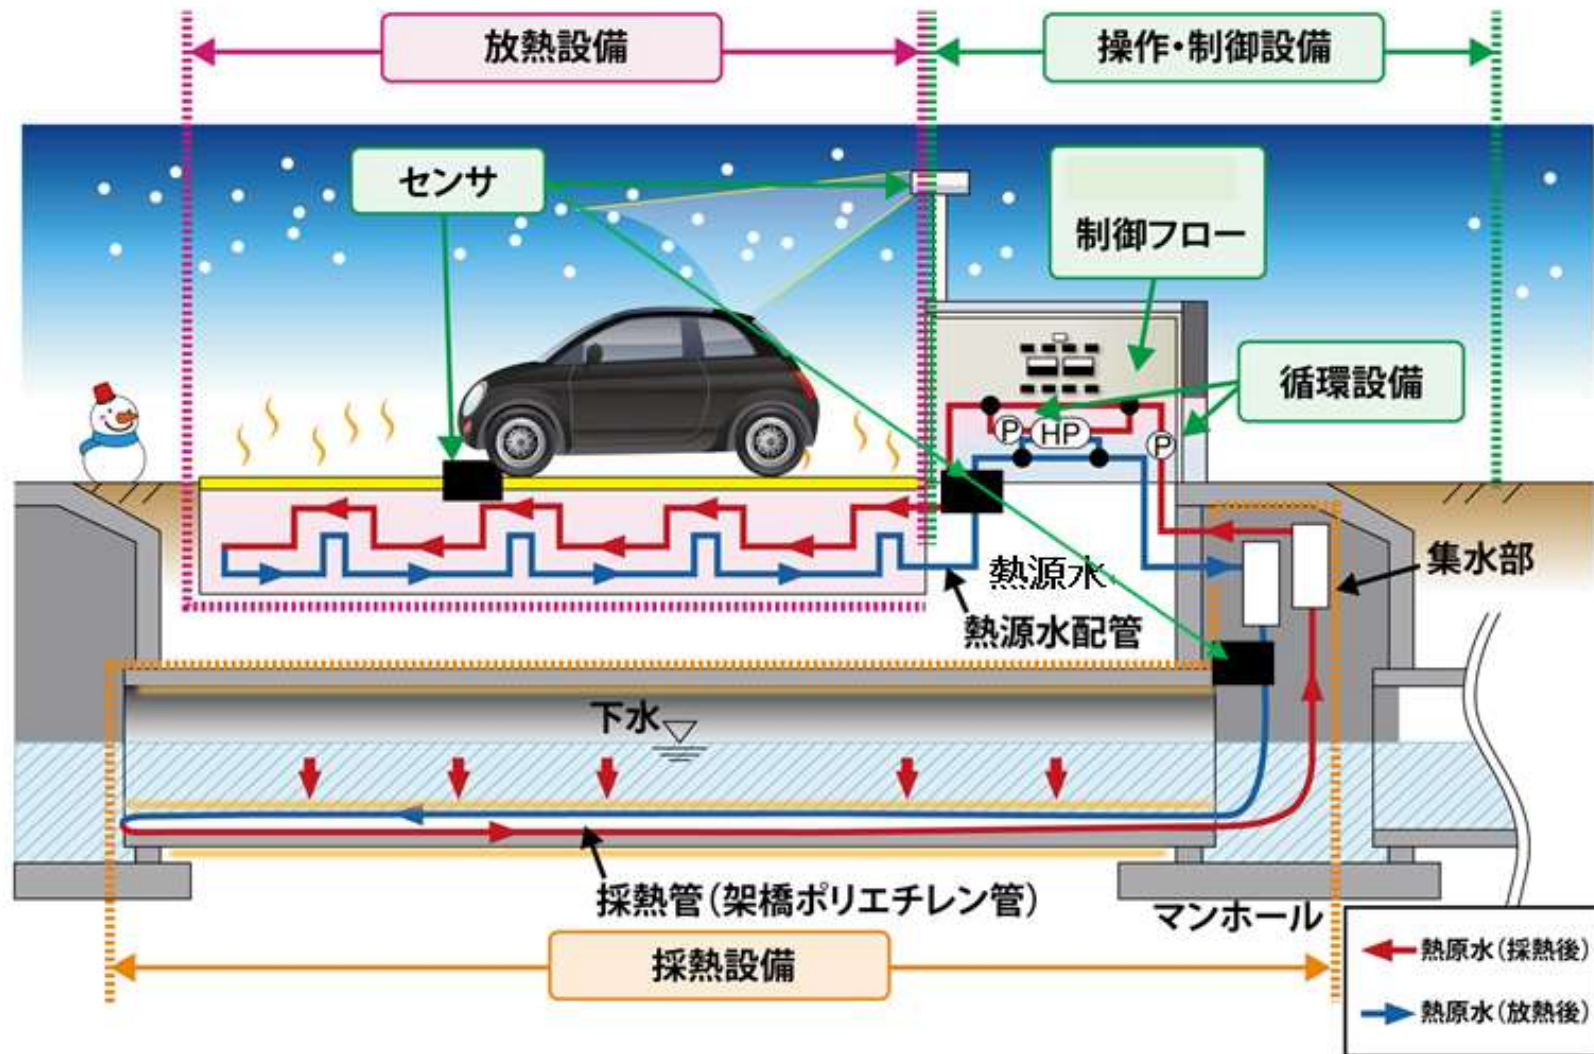 放熱設備
操作・制御設備
センサ
制御フロー
循環設備
P
HP
P
熱源水
集水部
熱源水配管
下水
採熱管(架橋ポリエチレン管)
マンホール
採熱設備
熱原水(採熱後)
熱原水(放熱後)